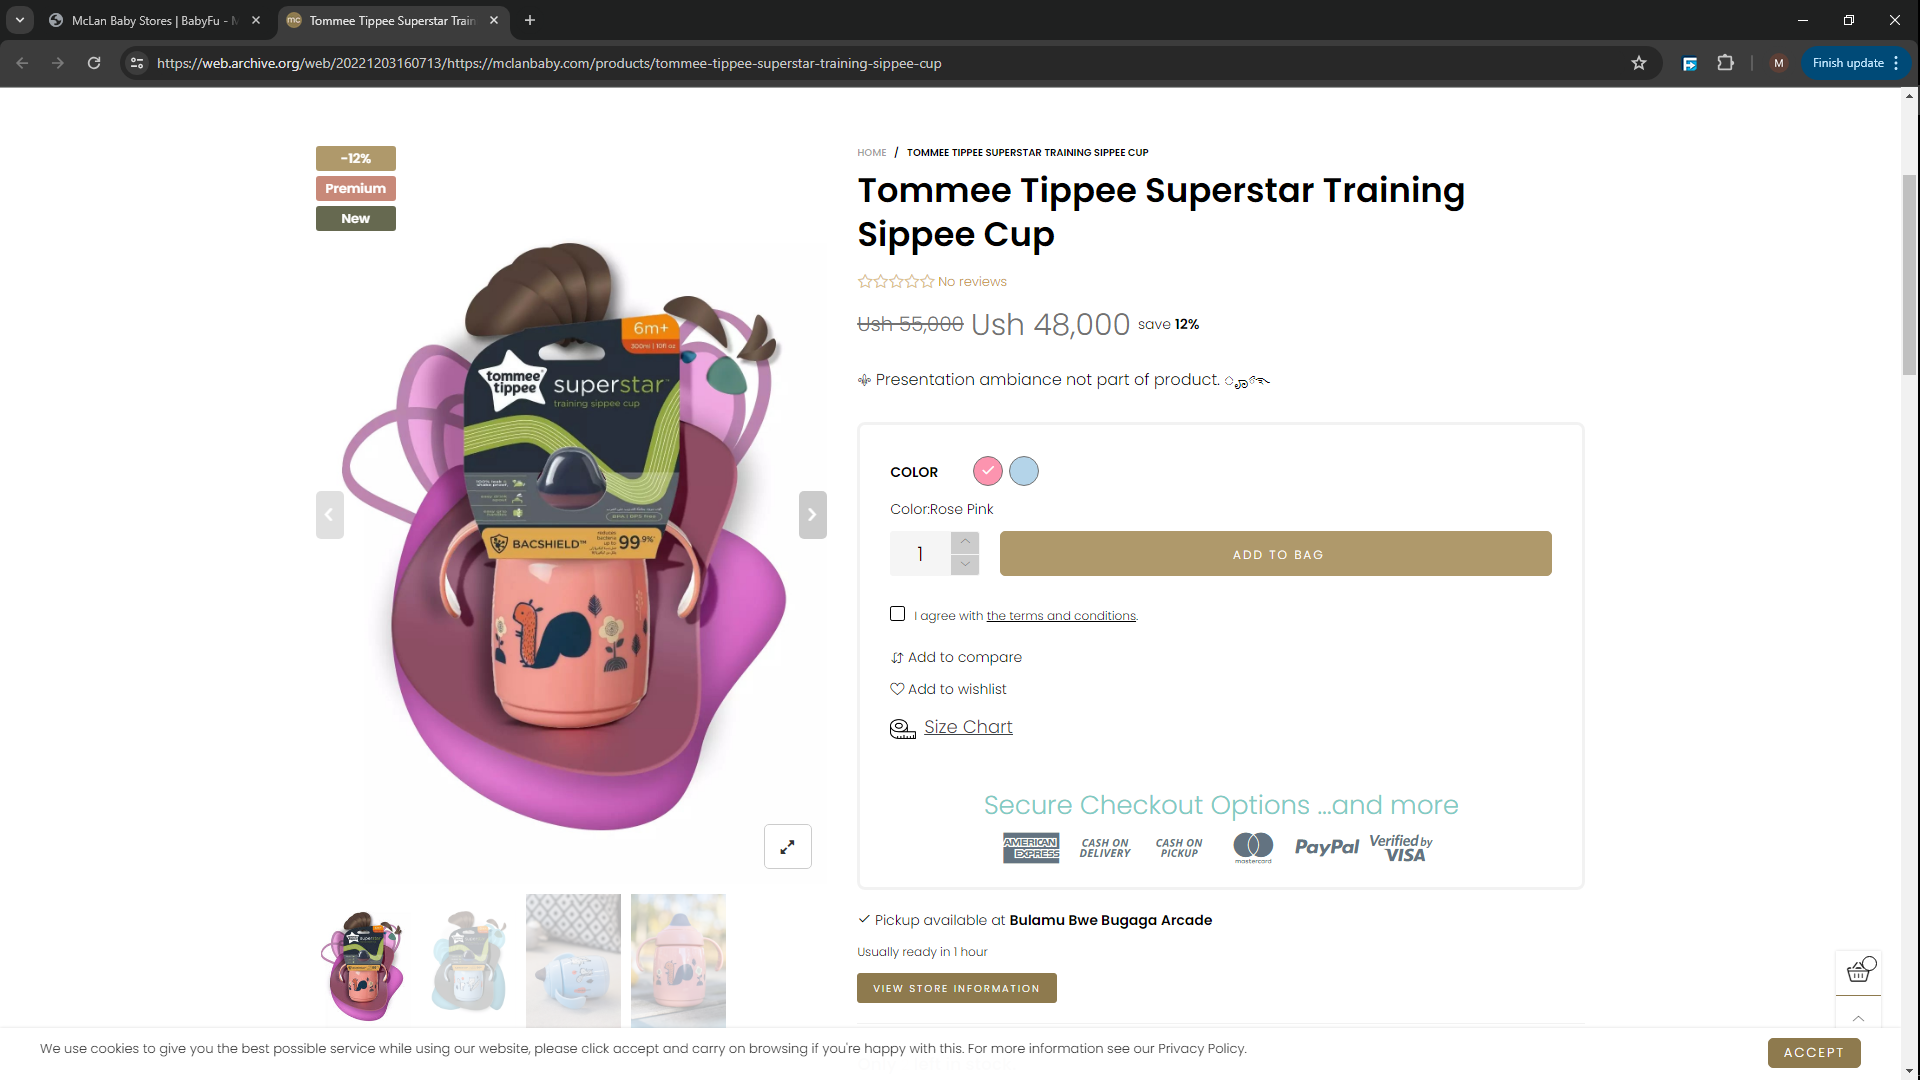 McLan Baby Stores | BabyFu -
Tommee Tippee Superstar Train
https://web.archive.org/web/20221203160713/https://mclanbaby.com/products/tommee-tippee-superstar-training-sippee-cup
M
Finish update
-12%
Premium
New
HOME / TOMMEE TIPPEE SUPERSTAR TRAINING SIPPEE CUP
Tommee Tippee Superstar Training
Sippee Cup
No reviews
Ush 55,000 Ush 48,000 save 12%
Presentation ambiance not part of product.
6m+
300ml | 10fl oz
tommee
tippee
superstar
training sippee cup
BACSHIELD™
99.9%
COLOR
Color:Rose Pink
1
ADD TO BAG
I agree with the terms and conditions.
Add to compare
Add to wishlist
Size Chart
Secure Checkout Options ...and more
AMERICAN EXPRESS
CASH ON DELIVERY
CASH ON PICKUP
mastercard
PayPal
Verified by VISA
Pickup available at Bulamu Bwe Bugaga Arcade
Usually ready in 1 hour
VIEW STORE INFORMATION
We use cookies to give you the best possible service while using our website, please click accept and carry on browsing if you're happy with this. For more information see our Privacy Policy.
ACCEPT